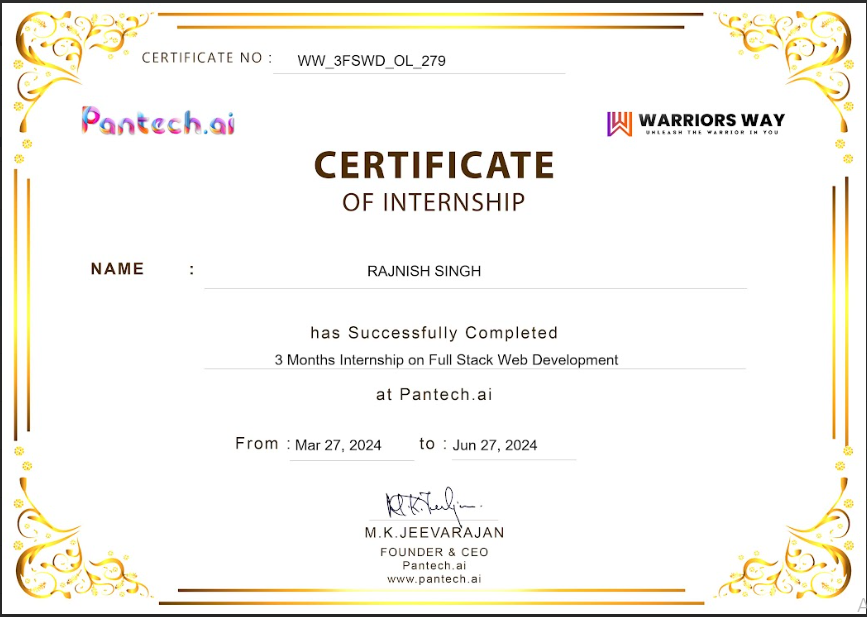 CERTIFICATE NO : WW_3FSWD_OL_279
Pantech.ai
WARRIORS WAY
UNLEASH THE WARRIOR IN YOU
CERTIFICATE
OF INTERNSHIP
NAME : RAJNISH SINGH
has Successfully Completed
3 Months Internship on Full Stack Web Development
at Pantech.ai
From : Mar 27, 2024 to : Jun 27, 2024
M.K.JEEVARAJAN
FOUNDER & CEO
Pantech.ai
www.pantech.ai